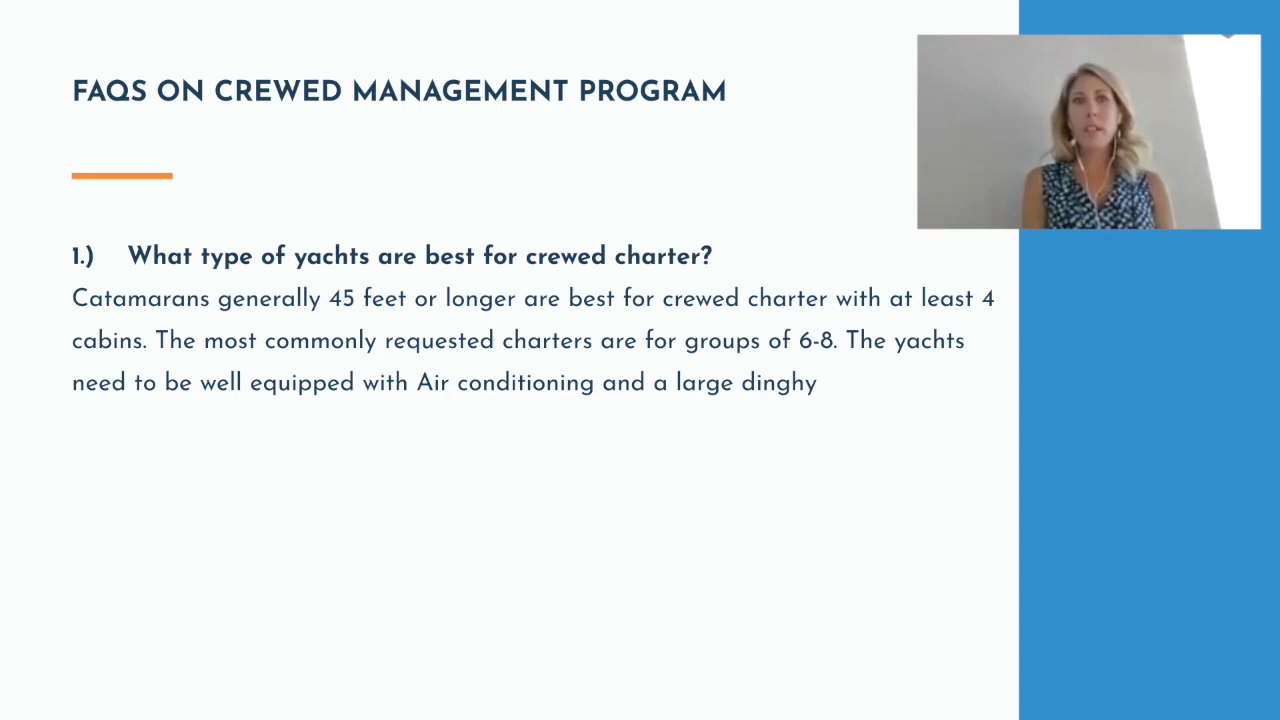 FAQS ON CREWED MANAGEMENT PROGRAM
1.) What type of yachts are best for crewed charter?
Catamarans generally 45 feet or longer are best for crewed charter with at least 4
cabins. The most commonly requested charters are for groups of 6-8. The yachts
need to be well equipped with Air conditioning and a large dinghy